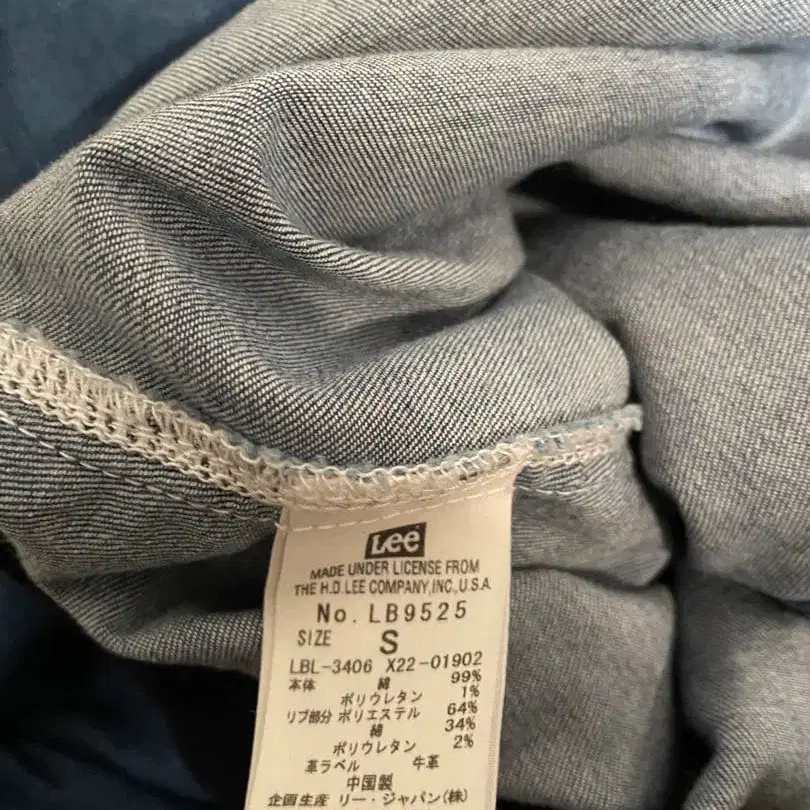 Lee
MADE UNDER LICENSE FROM
THE H.D. LEE COMPANY, INC., U.S.A.
No. LB9525
SIZE S
LBL-3406 X22-01902
本体 綿 99%
ポリウレタン 1%
リブ部分 ポリエステル 64%
綿 34%
ポリウレタン 2%
革ラベル 牛革
中国製
企画生産 リー・ジャパン(株)